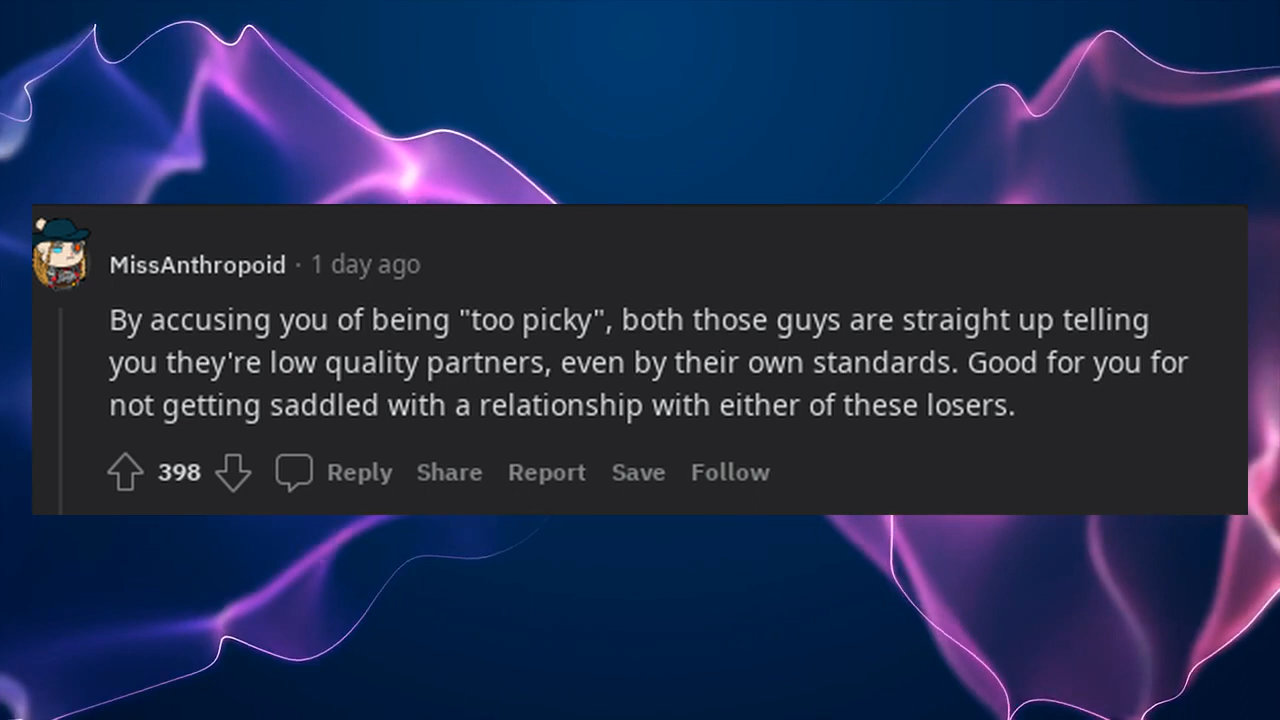 MissAnthropoid · 1 day ago
By accusing you of being "too picky", both those guys are straight up telling
you they're low quality partners, even by their own standards. Good for you for
not getting saddled with a relationship with either of these losers.
398 Reply Share Report Save Follow